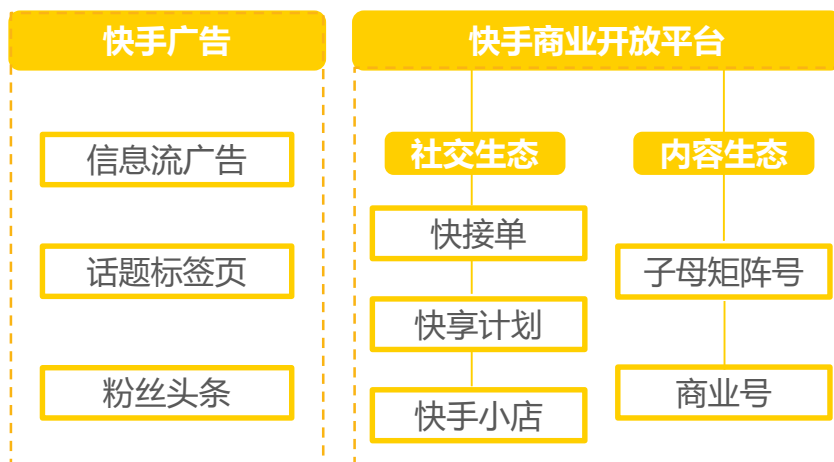 快手广告
信息流广告
话题标签页
粉丝头条
快手商业开放平台
社交生态
快接单
快享计划
快手小店
内容生态
子母矩阵号
商业号